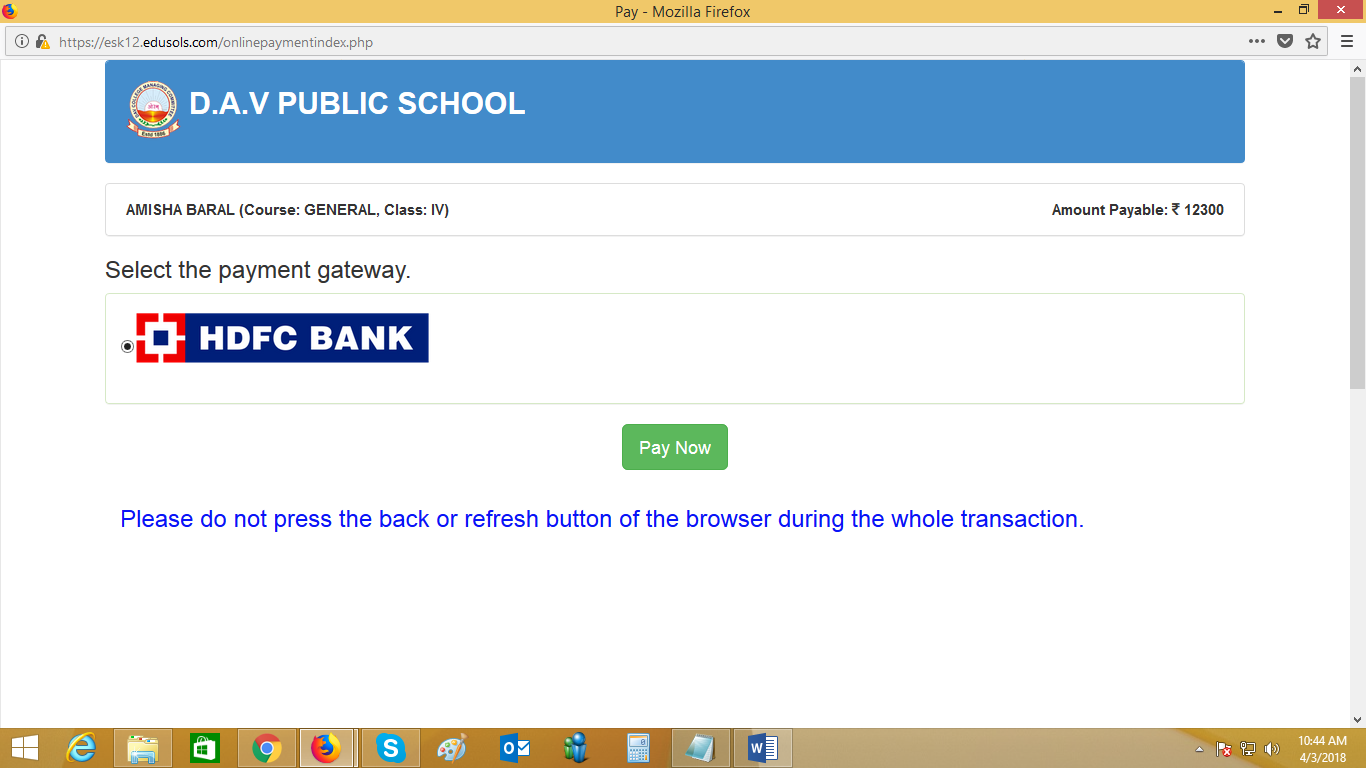 Pay - Mozilla Firefox
https://esk12.edusols.com/onlinepaymentindex.php
D.A.V PUBLIC SCHOOL
Estd 1886
AMISHA BARAL (Course: GENERAL, Class: IV)
Amount Payable: ₹ 12300
Select the payment gateway.
HDFC BANK
Pay Now
Please do not press the back or refresh button of the browser during the whole transaction.
10:44 AM
4/3/2018